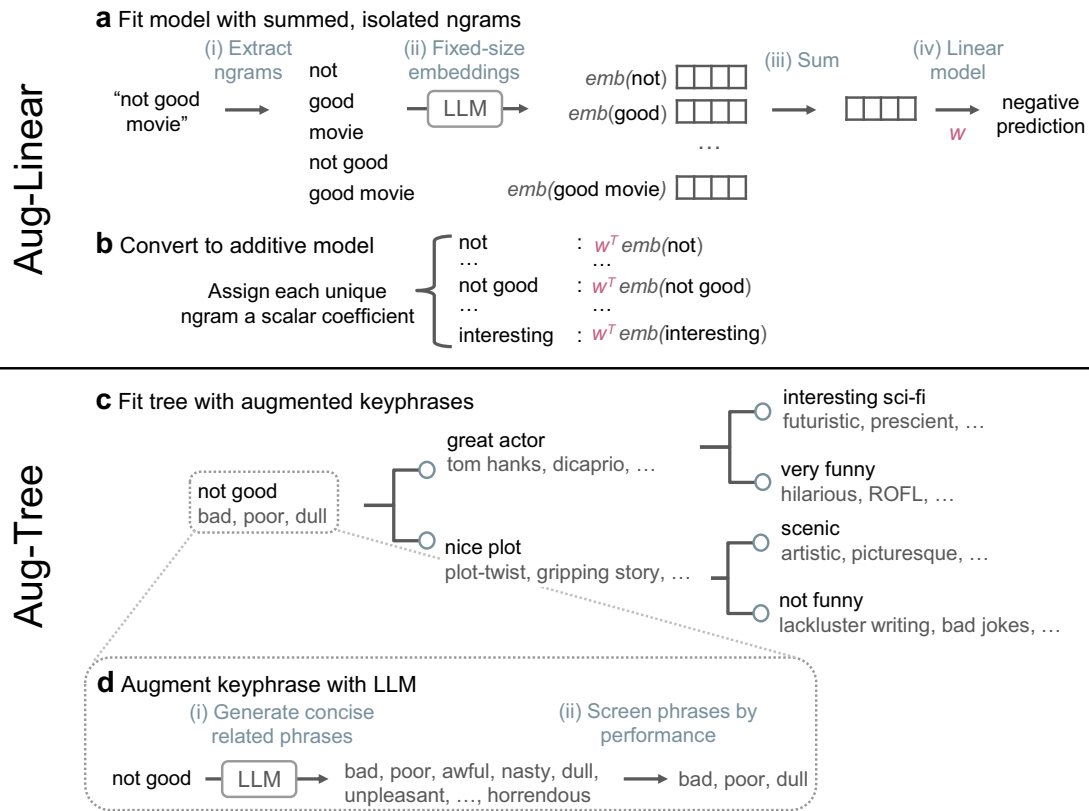 Aug-Linear
a Fit model with summed, isolated ngrams
(i) Extract
ngrams
(ii) Fixed-size
embeddings
(iii) Sum
(iv) Linear
model
“not good
movie”
not
good
movie
not good
good movie
LLM
emb(not)
emb(good)
…
emb(good movie)
w
negative
prediction
b Convert to additive model
Assign each unique
ngram a scalar coefficient
not : wᵀ emb(not)
… …
not good : wᵀ emb(not good)
… …
interesting : wᵀ emb(interesting)
Aug-Tree
c Fit tree with augmented keyphrases
not good
bad, poor, dull
great actor
tom hanks, dicaprio, …
nice plot
plot-twist, gripping story, …
interesting sci-fi
futuristic, prescient, …
very funny
hilarious, ROFL, …
scenic
artistic, picturesque, …
not funny
lackluster writing, bad jokes, …
d Augment keyphrase with LLM
(i) Generate concise
related phrases
(ii) Screen phrases by
performance
not good
LLM
bad, poor, awful, nasty, dull,
unpleasant, …, horrendous
bad, poor, dull